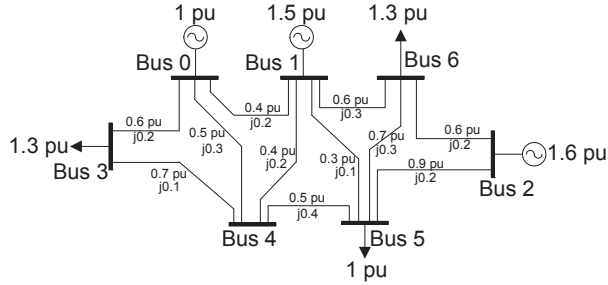 1 pu
1.5 pu
1.3 pu
Bus 0
Bus 1
Bus 6
0.4 pu
j0.2
0.6 pu
j0.3
0.6 pu
j0.2
0.5 pu
j0.3
0.7 pu
j0.3
0.6 pu
j0.2
1.3 pu
Bus 3
0.4 pu
j0.2
0.3 pu
j0.1
0.9 pu
j0.2
1.6 pu
Bus 2
0.7 pu
j0.1
0.5 pu
j0.4
Bus 4
Bus 5
1 pu